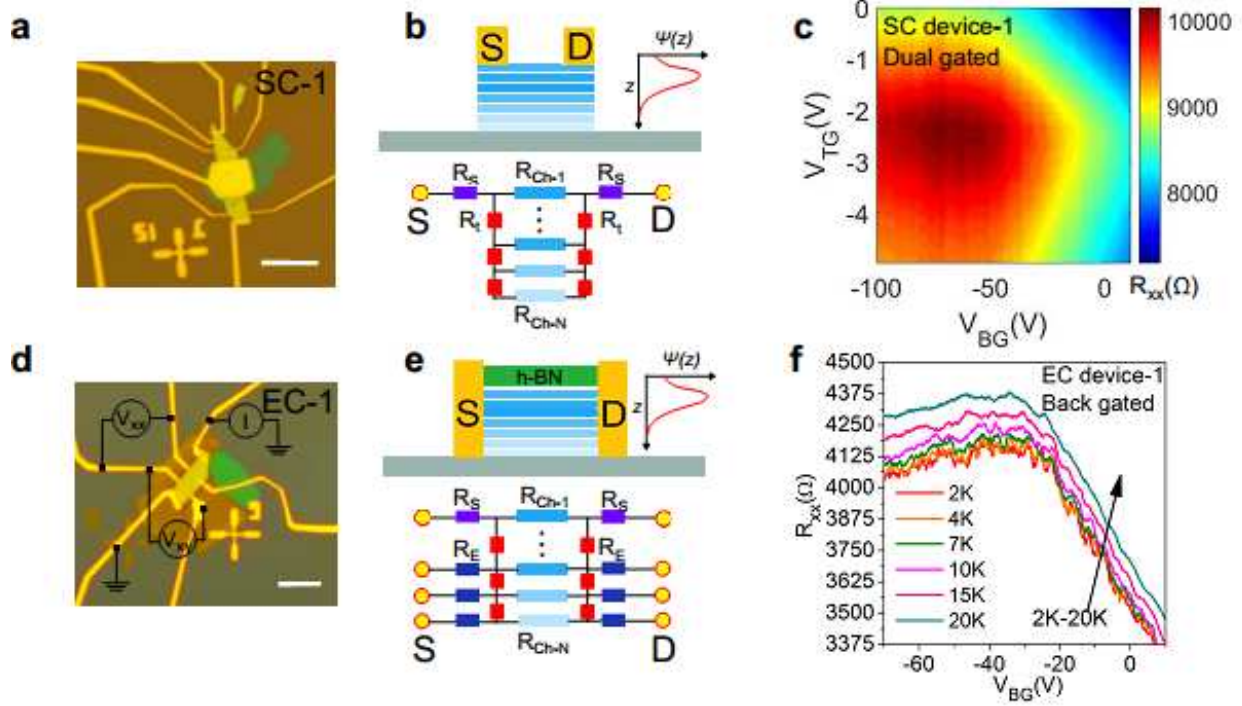 a
SC-1
b
S
D
Ψ(z)
z
R_S
R_Ch-1
R_S
S
R_t
R_t
D
R_Ch-N
c
SC device-1
Dual gated
0
-1
-2
-3
-4
V_TG(V)
-100
-50
0
V_BG(V)
10000
9000
8000
R_xx(Ω)
d
EC-1
V_xx
I
V_xy
e
h-BN
S
D
Ψ(z)
z
R_S
R_Ch-1
R_S
R_E
R_E
S
R_Ch-N
D
f
EC device-1
Back gated
4500
4375
4250
4125
4000
3875
3750
3625
3500
3375
R_xx(Ω)
2K
4K
7K
10K
15K
20K
2K-20K
-60
-40
-20
0
V_BG(V)